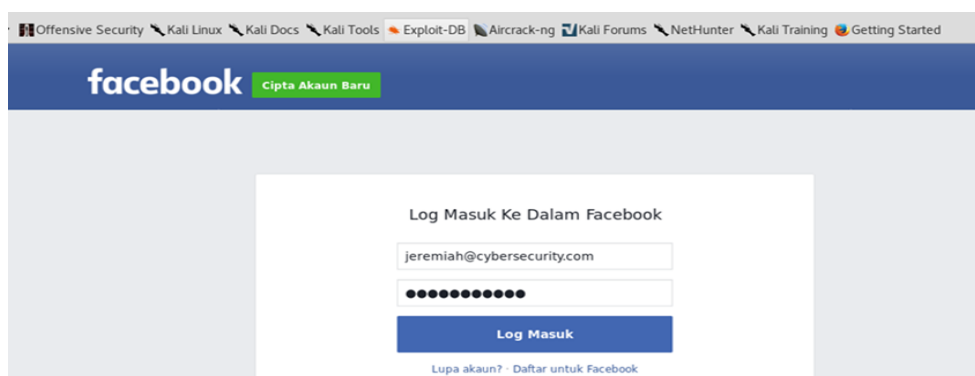 Offensive Security Kali Linux Kali Docs Kali Tools Exploit-DB Aircrack-ng Kali Forums NetHunter Kali Training Getting Started
facebook Cipta Akaun Baru
Log Masuk Ke Dalam Facebook
jeremiah@cybersecurity.com
●●●●●●●●●●●
Log Masuk
Lupa akaun? · Daftar untuk Facebook